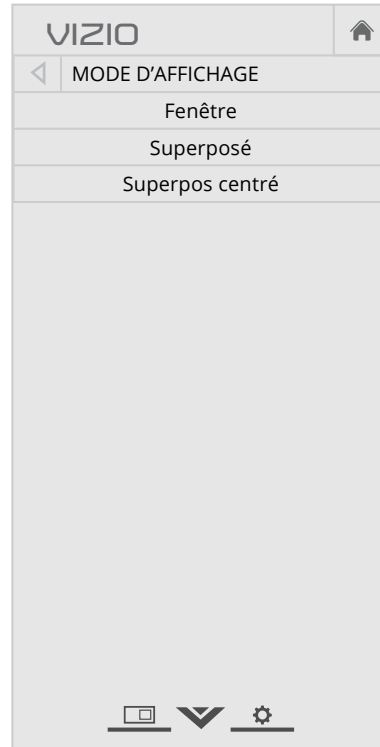 VIZIO
MODE D’AFFICHAGE
Fenêtre
Superposé
Superpos centré